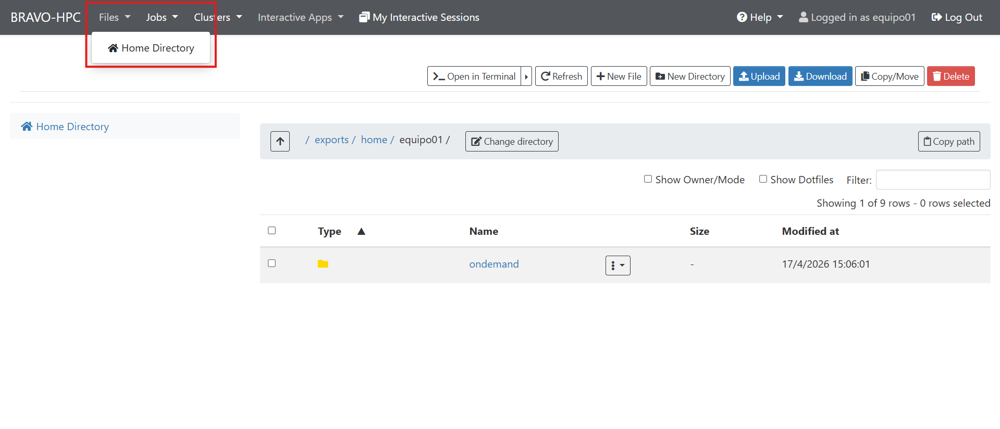 BRAVO-HPC Files Jobs Clusters Interactive Apps My Interactive Sessions Help Logged in as equipo01 Log Out
Home Directory
Open in Terminal Refresh New File New Directory Upload Download Copy/Move Delete
Home Directory
/ exports / home / equipo01 / Change directory Copy path
Show Owner/Mode Show Dotfiles Filter:
Showing 1 of 9 rows - 0 rows selected
Type Name Size Modified at
ondemand - 17/4/2026 15:06:01